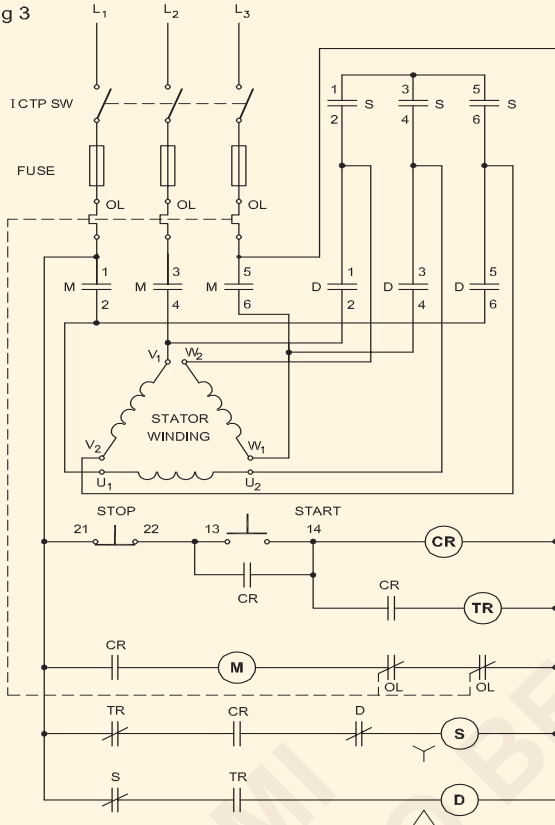 g 3
L1 L2 L3
ICTP SW
1 S 3 S 5 S
2 4 6
FUSE
OL OL OL
1 3 5 1 3 5
M M M D D D
2 4 6 2 4 6
V1 W2
STATOR
WINDING
V2 W1
U1 U2
STOP START
21 22 13 14
CR
CR
CR
TR
CR
M
OL OL
TR CR D
S
S TR
D
MI
O BE